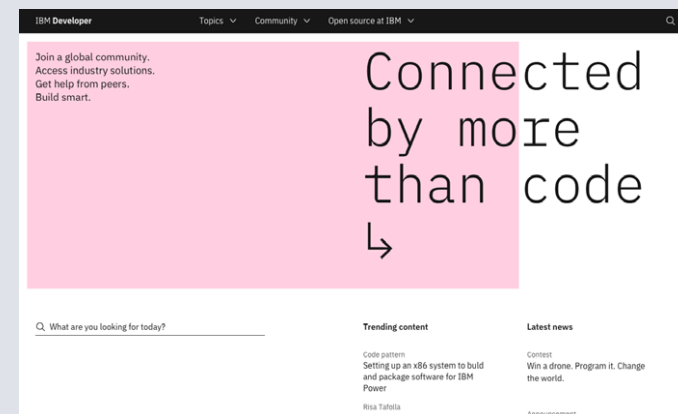 IBM Developer
Topics
Community
Open source at IBM
Join a global community.
Access industry solutions.
Get help from peers.
Build smart.
Connected
by more
than code
What are you looking for today?
Trending content
Code pattern
Setting up an x86 system to buld
and package software for IBM
Power
Risa Tafolla
Latest news
Contest
Win a drone. Program it. Change
the world.
Announcement